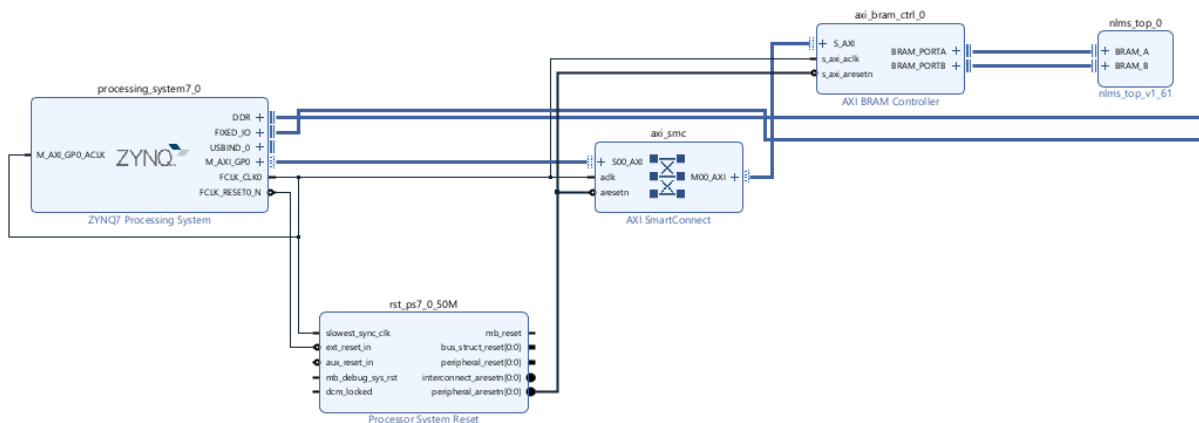 axi_bram_ctrl_0
S_AXI
s_axi_aclk
s_axi_aresetn
BRAM_PORTA
BRAM_PORTB
AXI BRAM Controller
nlms_top_0
BRAM_A
BRAM_B
nlms_top_v1_61
processing_system7_0
M_AXI_GP0_ACLK
ZYNQ
DDR
FIXED_IO
USBIND_0
M_AXI_GP0
FCLK_CLK0
FCLK_RESET0_N
ZYNQ7 Processing System
axi_smc
S00_AXI
aclk
aresetn
M00_AXI
AXI SmartConnect
rst_ps7_0_50M
slowest_sync_clk
ext_reset_in
aux_reset_in
mb_debug_sys_rst
dcm_locked
mb_reset
bus_struct_reset[0:0]
peripheral_reset[0:0]
interconnect_aresetn[0:0]
peripheral_aresetn[0:0]
Processor System Reset